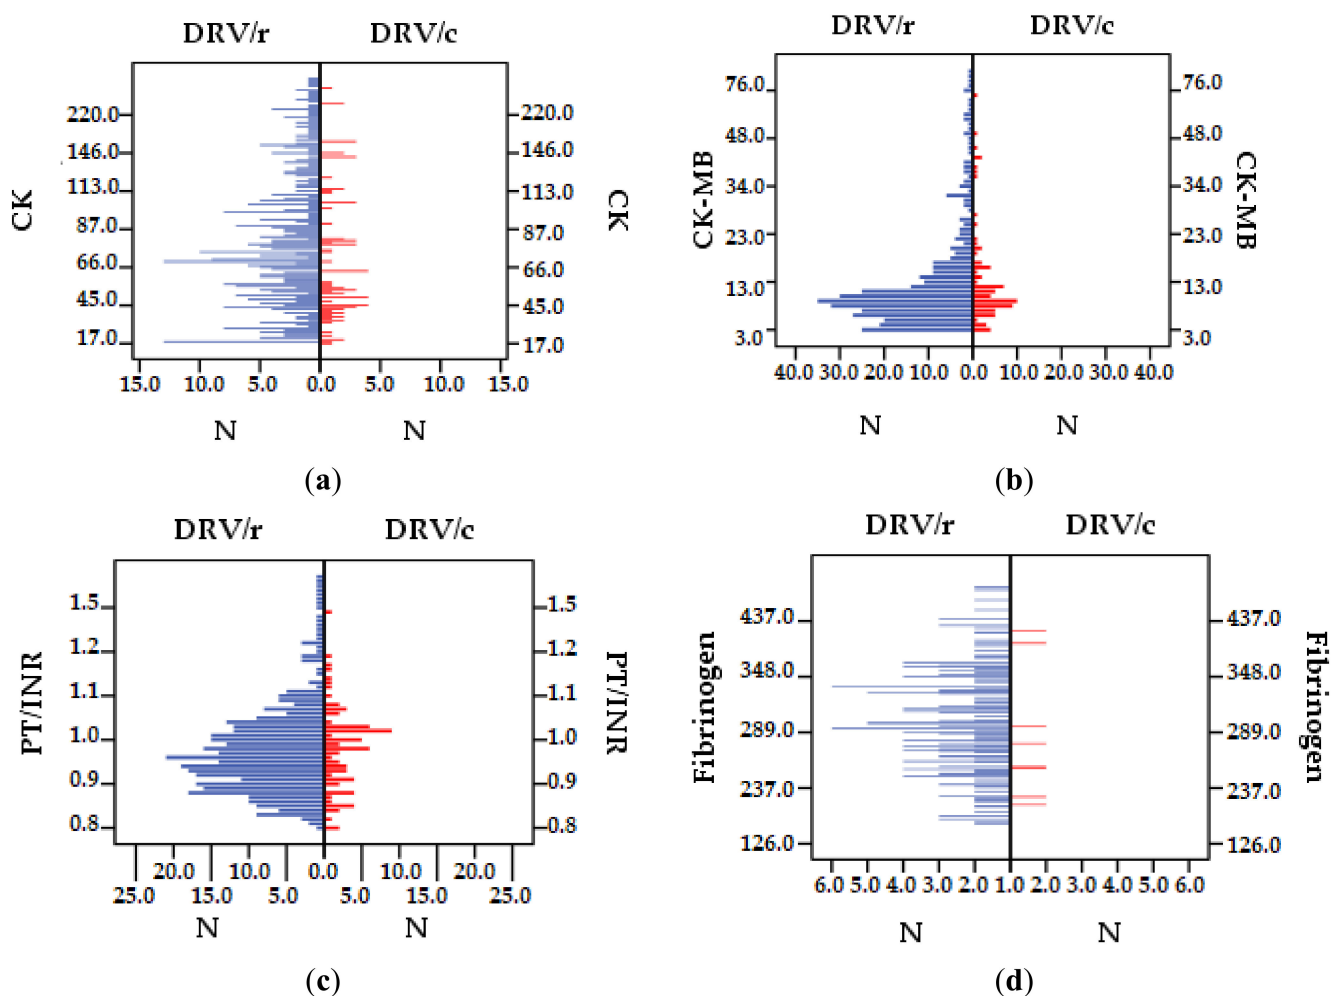 DRV/r DRV/c
220.0 220.0
146.0 146.0
113.0 113.0
CK CK
87.0 87.0
66.0 66.0
45.0 45.0
17.0 17.0
15.0 10.0 5.0 0.0 5.0 10.0 15.0
N N
(a)
DRV/r DRV/c
76.0 76.0
48.0 48.0
34.0 34.0
CK-MB CK-MB
23.0 23.0
13.0 13.0
3.0 3.0
40.0 30.0 20.0 10.0 0.0 10.0 20.0 30.0 40.0
N N
(b)
DRV/r DRV/c
1.5 1.5
1.2 1.2
1.1 1.1
PT/INR PT/INR
1.0 1.0
0.9 0.9
0.8 0.8
20.0 10.0 0.0 10.0 20.0
25.0 15.0 5.0 5.0 15.0 25.0
N N
(c)
DRV/r DRV/c
437.0 437.0
348.0 348.0
Fibrinogen Fibrinogen
289.0 289.0
237.0 237.0
126.0 126.0
6.0 5.0 4.0 3.0 2.0 1.0 2.0 3.0 4.0 5.0 6.0
N N
(d)